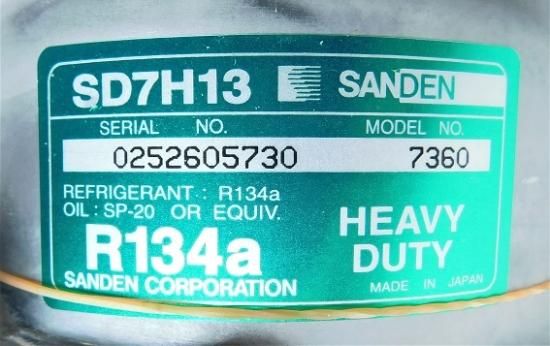 SD7H13 SANDEN
SERIAL NO. MODEL NO.
0252605730 7360
REFRIGERANT : R134a
OIL : SP-20 OR EQUIV.
R134a HEAVY DUTY
SANDEN CORPORATION MADE IN JAPAN